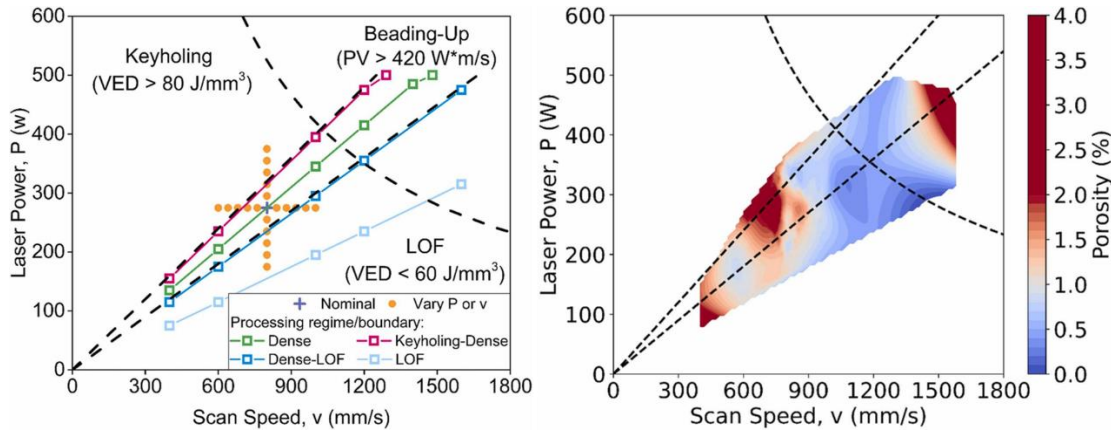 600
500
400
300
200
100
0
Laser Power, P (w)
Keyholing
(VED > 80 J/mm³)
Beading-Up
(PV > 420 W*m/s)
LOF
(VED < 60 J/mm³)
Nominal
Vary P or v
Processing regime/boundary:
Dense
Keyholing-Dense
Dense-LOF
LOF
0
300
600
900
1200
1500
1800
Scan Speed, v (mm/s)
600
500
400
300
200
100
0
Laser Power, P (W)
0
300
600
900
1200
1500
1800
Scan Speed, v (mm/s)
4.0
3.5
3.0
2.5
2.0
1.5
1.0
0.5
0.0
Porosity (%)